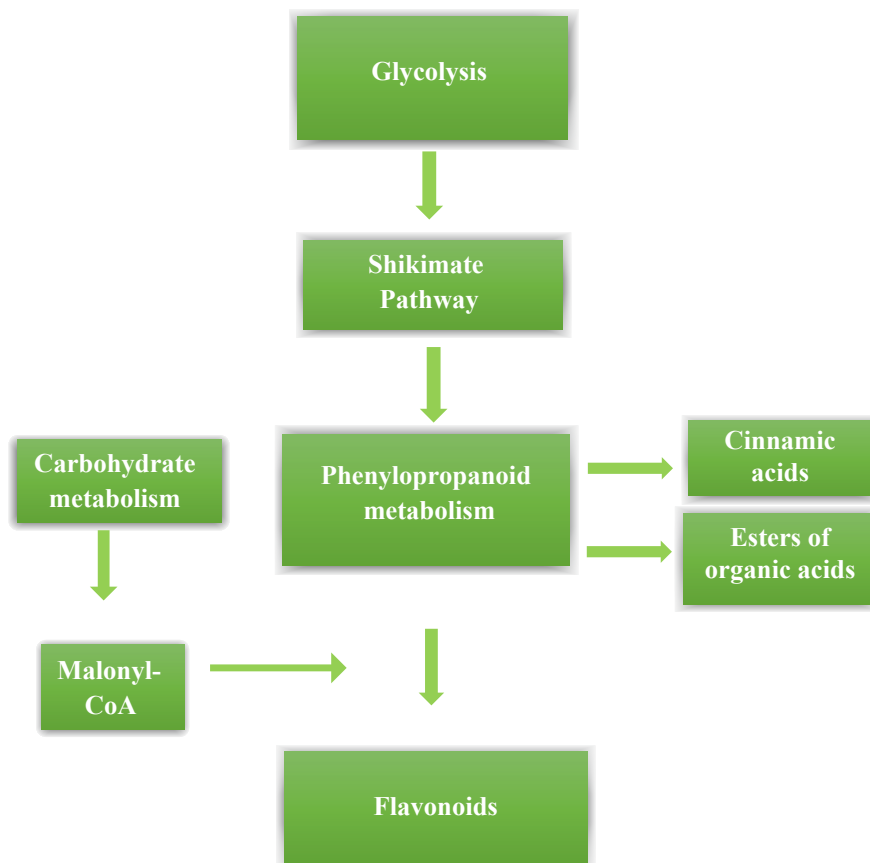 Glycolysis
Shikimate
Pathway
Carbohydrate
metabolism
Phenylopropanoid
metabolism
Cinnamic
acids
Esters of
organic acids
Malonyl-
CoA
Flavonoids